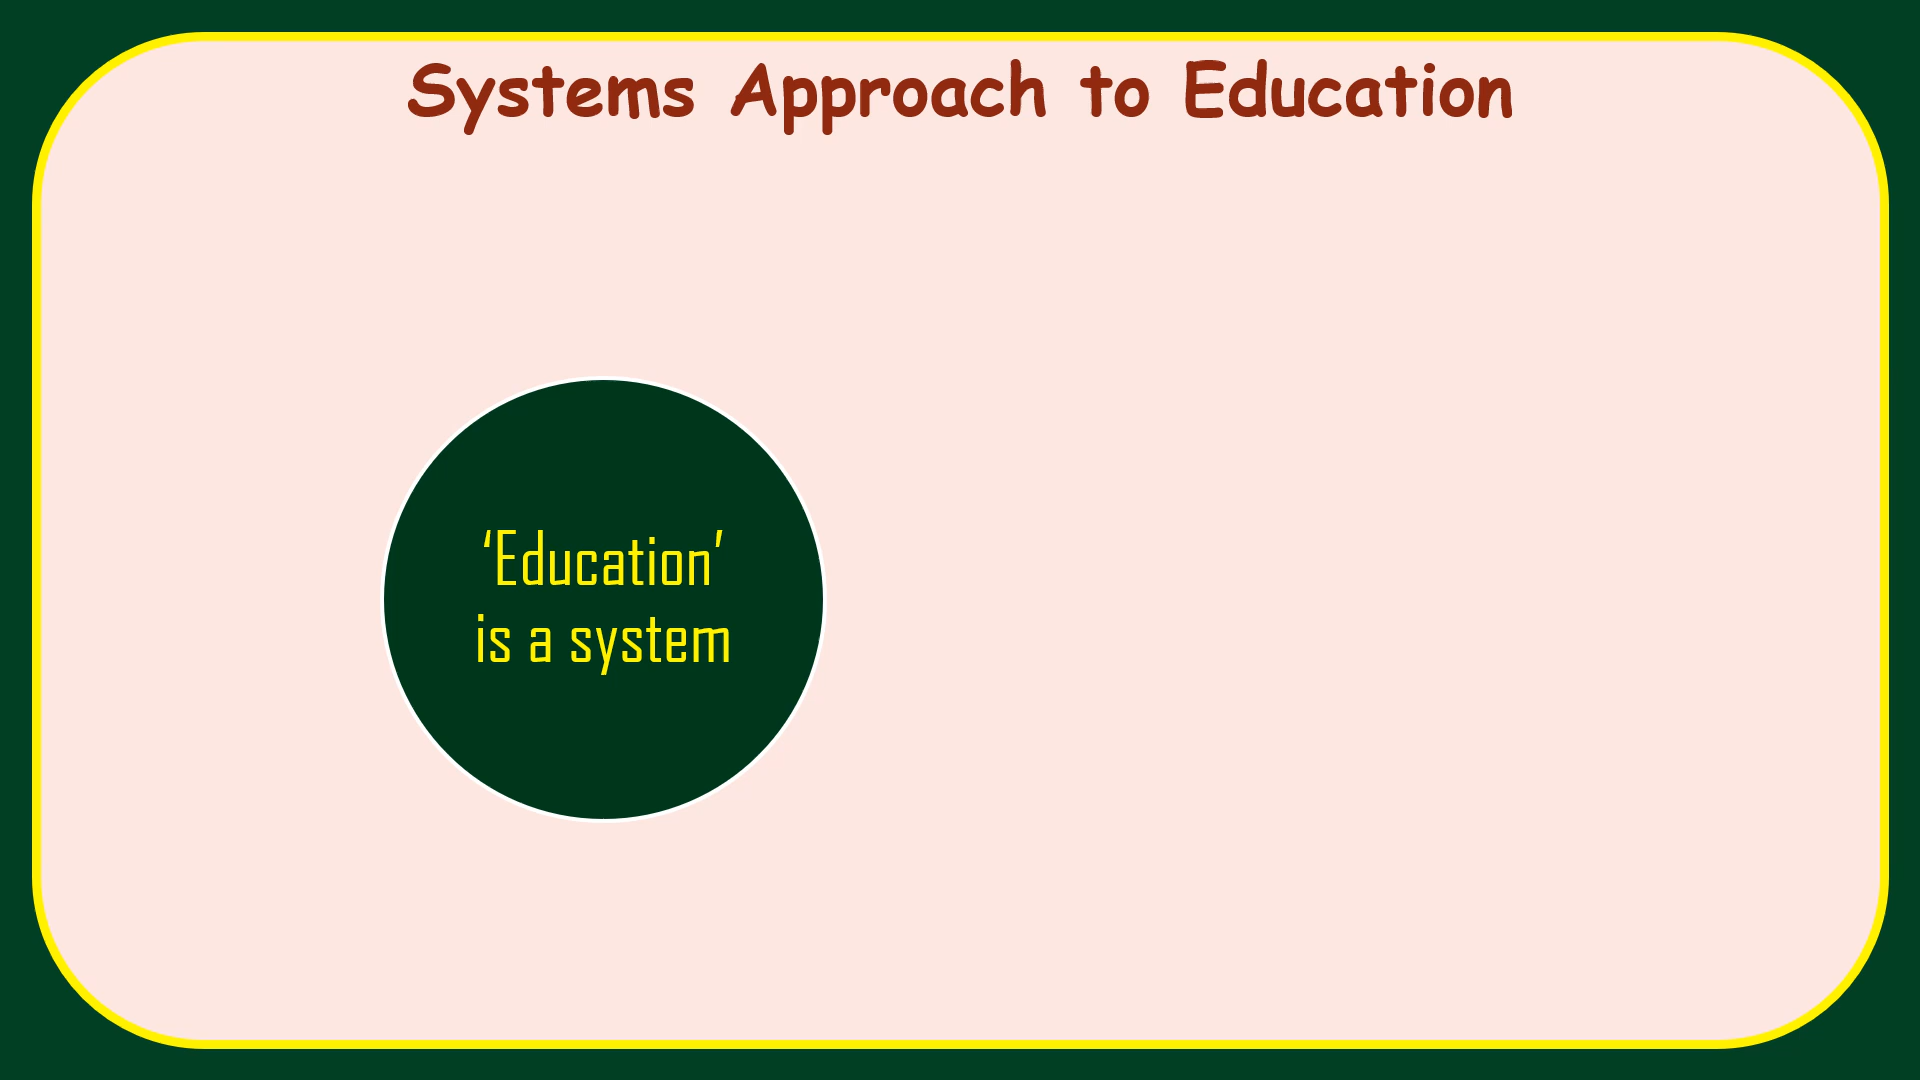 Systems Approach to Education
‘Education’
is a system